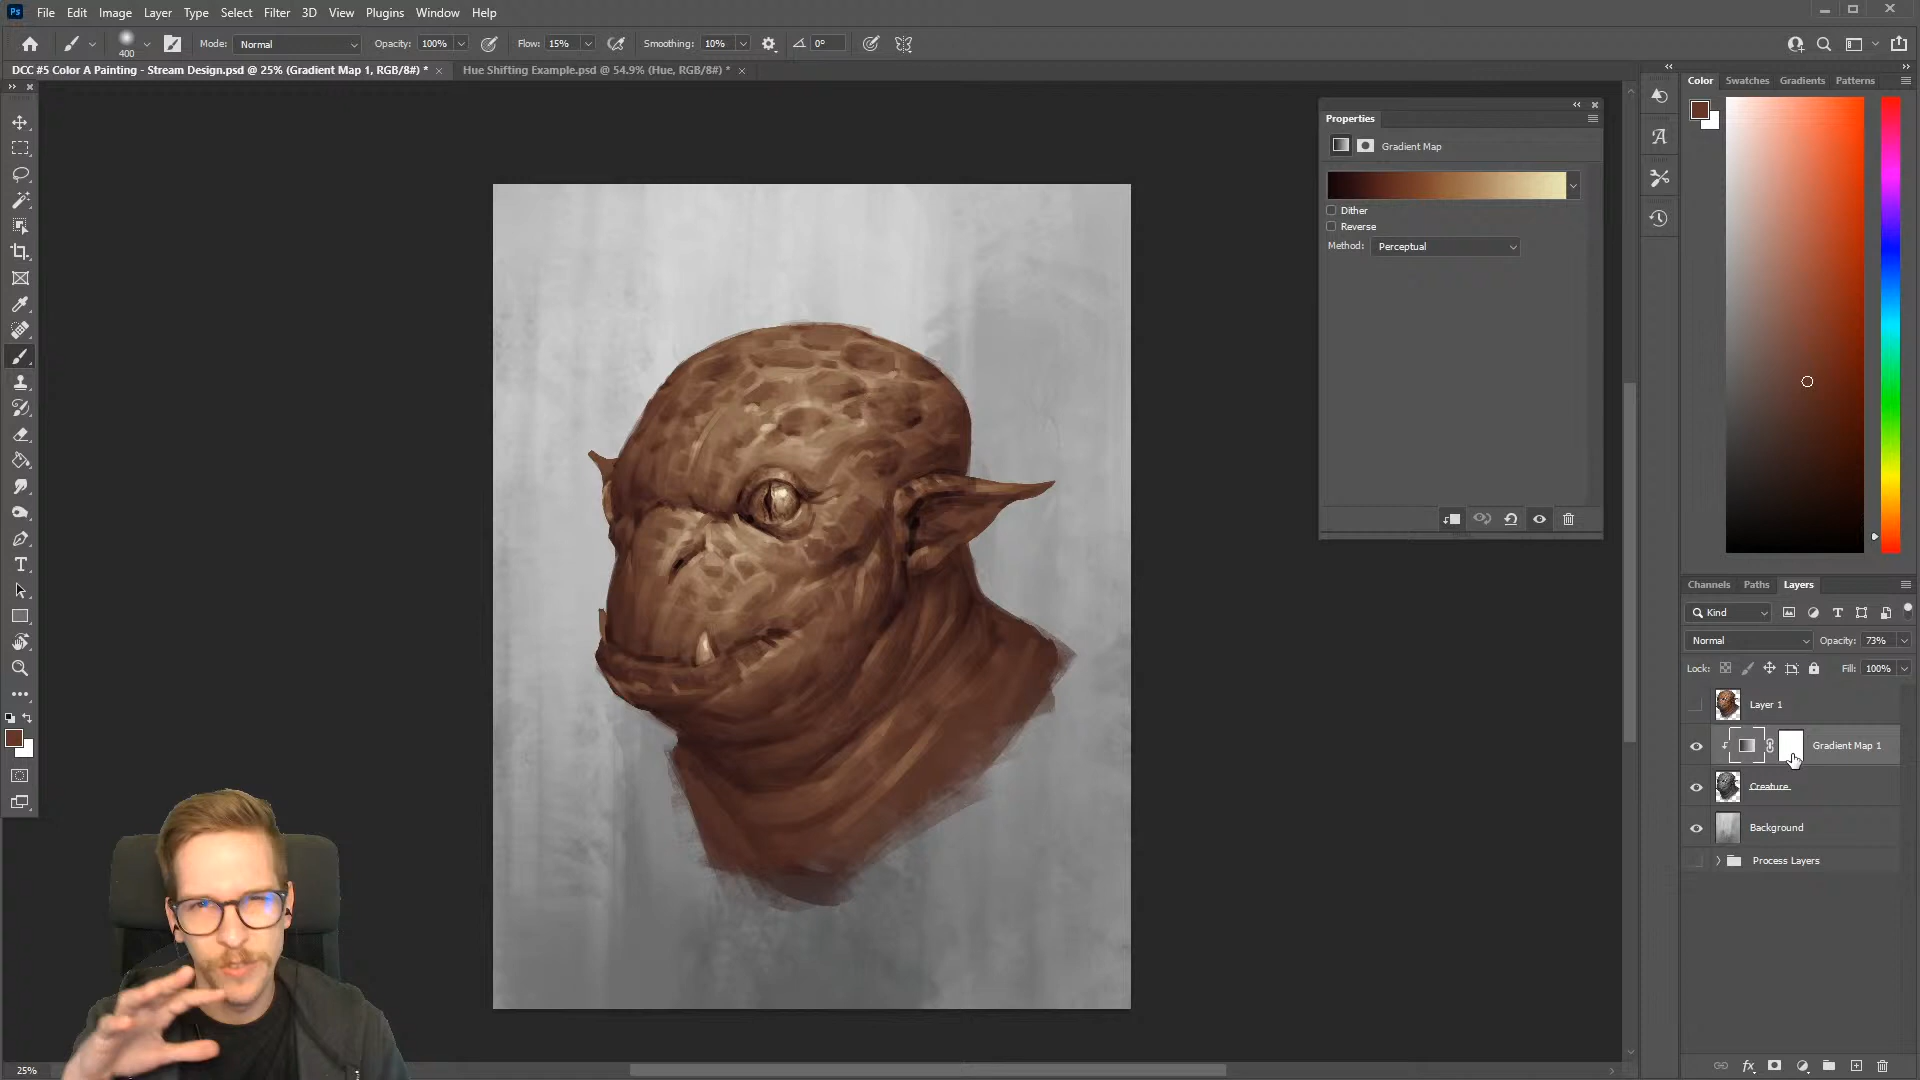 Ps File Edit Image Layer Type Select Filter 3D View Plugins Window Help
400 Mode: Normal Opacity: 100% Flow: 15% Smoothing: 10% 0°
DCC #5 Color A Painting - Stream Design.psd @ 25% (Gradient Map 1, RGB/8#) * × Hue Shifting Example.psd @ 54.9% (Hue, RGB/8#) * ×
Color Swatches Gradients Patterns
Properties
Gradient Map
Dither
Reverse
Method: Perceptual
Channels Paths Layers
Kind
Normal Opacity: 73%
Lock: Fill: 100%
Layer 1
Gradient Map 1
Creature
Background
Process Layers
25%